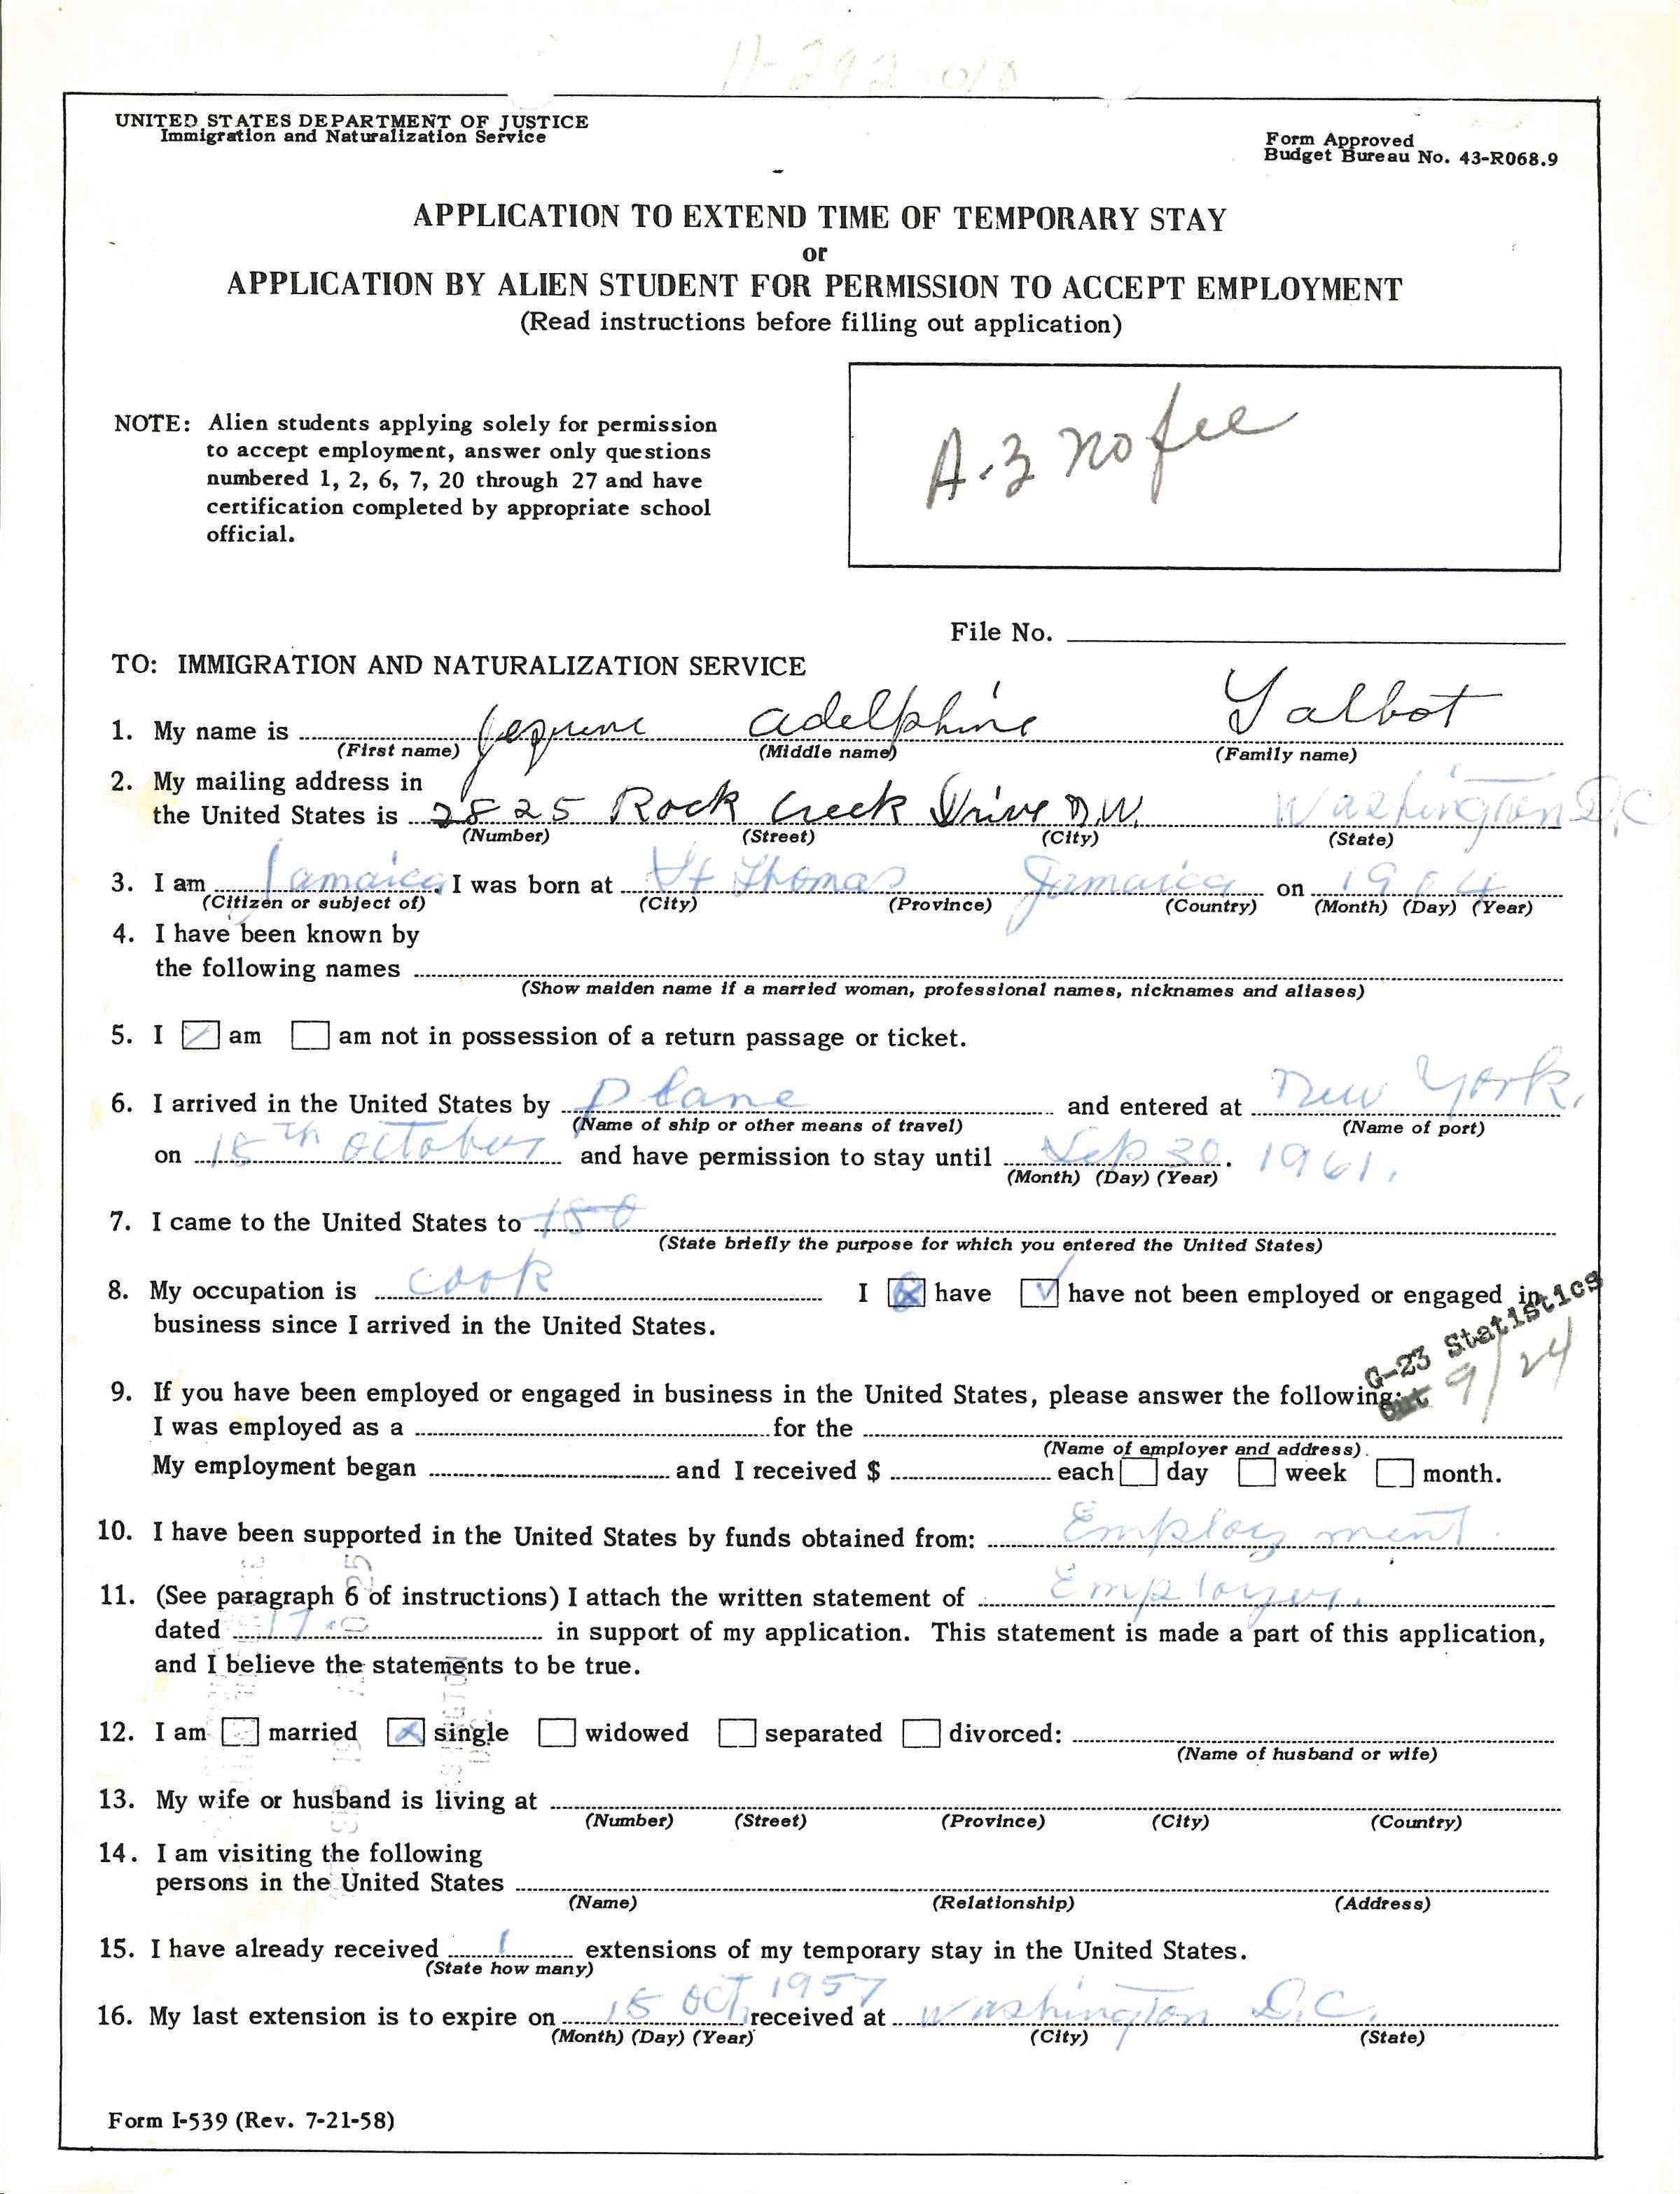 UNITED STATES DEPARTMENT OF JUSTICE
Immigration and Naturalization Service
Form Approved
Budget Bureau No. 43-R068.9
APPLICATION TO EXTEND TIME OF TEMPORARY STAY
or
APPLICATION BY ALIEN STUDENT FOR PERMISSION TO ACCEPT EMPLOYMENT
(Read instructions before filling out application)
NOTE: Alien students applying solely for permission
to accept employment, answer only questions
numbered 1, 2, 6, 7, 20 through 27 and have
certification completed by appropriate school
official.
A-3 no fee
File No.
TO: IMMIGRATION AND NATURALIZATION SERVICE
1. My name is adelphine Talbot
(First name) (Middle name) (Family name)
2. My mailing address in
the United States is 2825 Rock Creek Drive N.W. Washington D.C
(Number) (Street) (City) (State)
3. I am Jamaica I was born at St Thomas Jamaica on 1904
(Citizen or subject of) (City) (Province) (Country) (Month) (Day) (Year)
4. I have been known by
the following names
(Show maiden name if a married woman, professional names, nicknames and aliases)
5. I am am not in possession of a return passage or ticket.
6. I arrived in the United States by Plane and entered at New York.
(Name of ship or other means of travel) (Name of port)
on 15th October and have permission to stay until Sep 30. 1961.
(Month) (Day) (Year)
7. I came to the United States to
(State briefly the purpose for which you entered the United States)
8. My occupation is cook I have have not been employed or engaged in
business since I arrived in the United States.
G-23 Statistics
Out 9/24
9. If you have been employed or engaged in business in the United States, please answer the following:
I was employed as a for the
(Name of employer and address).
My employment began and I received $ each day week month.
10. I have been supported in the United States by funds obtained from: Employment.
11. (See paragraph 6 of instructions) I attach the written statement of Employer.
dated in support of my application. This statement is made a part of this application,
and I believe the statements to be true.
12. I am married single widowed separated divorced:
(Name of husband or wife)
13. My wife or husband is living at
(Number) (Street) (Province) (City) (Country)
14. I am visiting the following
persons in the United States
(Name) (Relationship) (Address)
15. I have already received 1 extensions of my temporary stay in the United States.
(State how many)
16. My last extension is to expire on 15 Oct, 1957 received at Washington D.C.
(Month) (Day) (Year) (City) (State)
Form I-539 (Rev. 7-21-58)